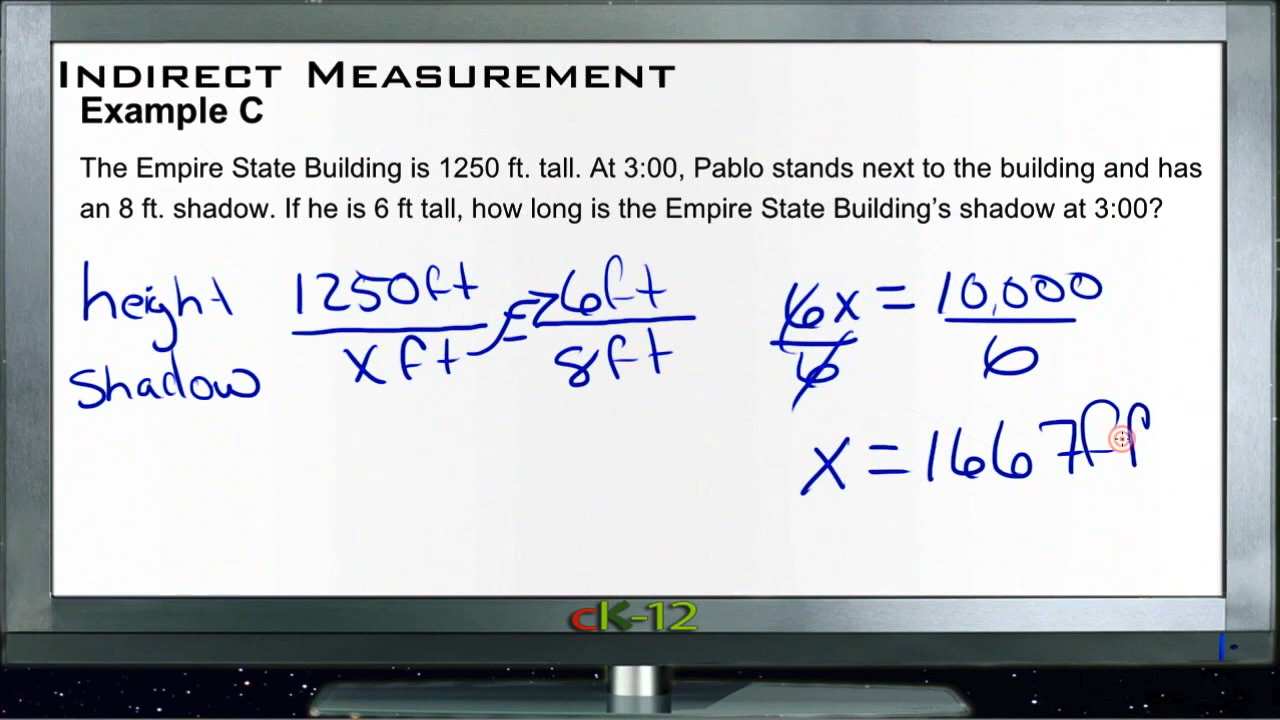 INDIRECT MEASUREMENT
Example C
The Empire State Building is 1250 ft. tall. At 3:00, Pablo stands next to the building and has
an 8 ft. shadow. If he is 6 ft tall, how long is the Empire State Building's shadow at 3:00?
height 1250ft = 6ft 6x = 10,000
shadow x ft 8ft 6 6
x = 1667ft
cK-12